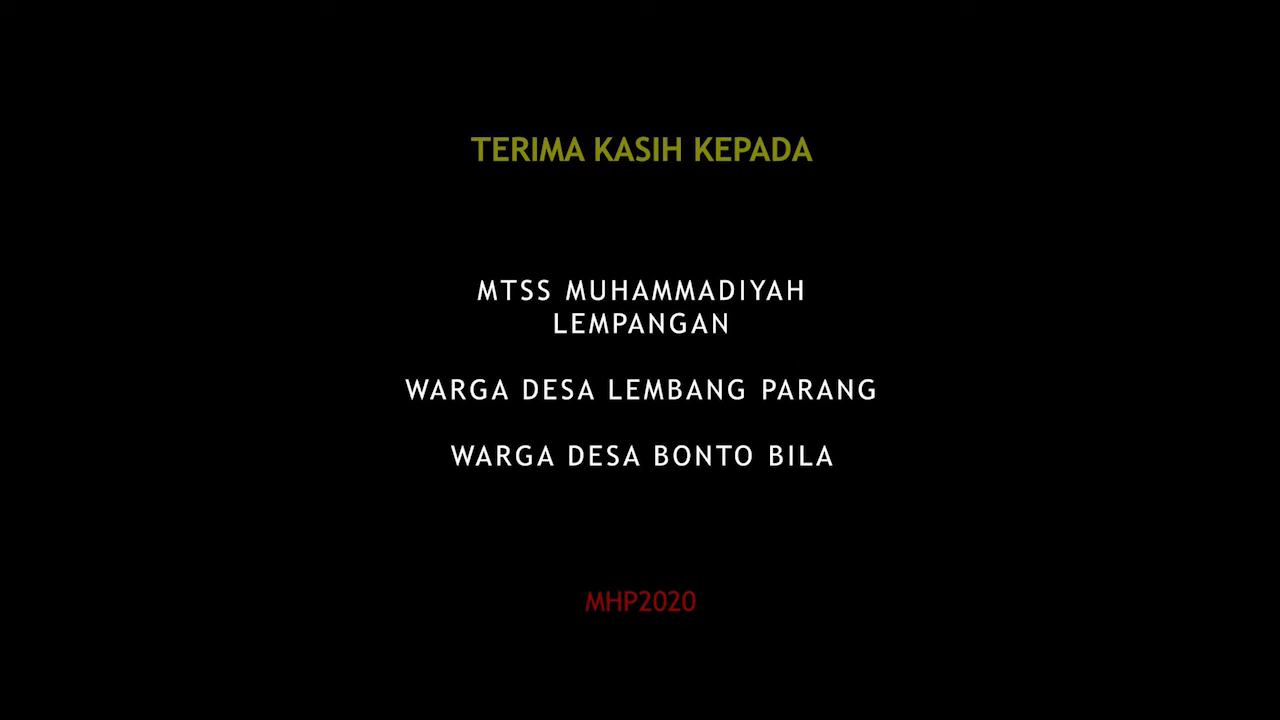 TERIMA KASIH KEPADA
MTSS MUHAMMADIYAH
LEMPANGAN
WARGA DESA LEMBANG PARANG
WARGA DESA BONTO BILA
MHP2020